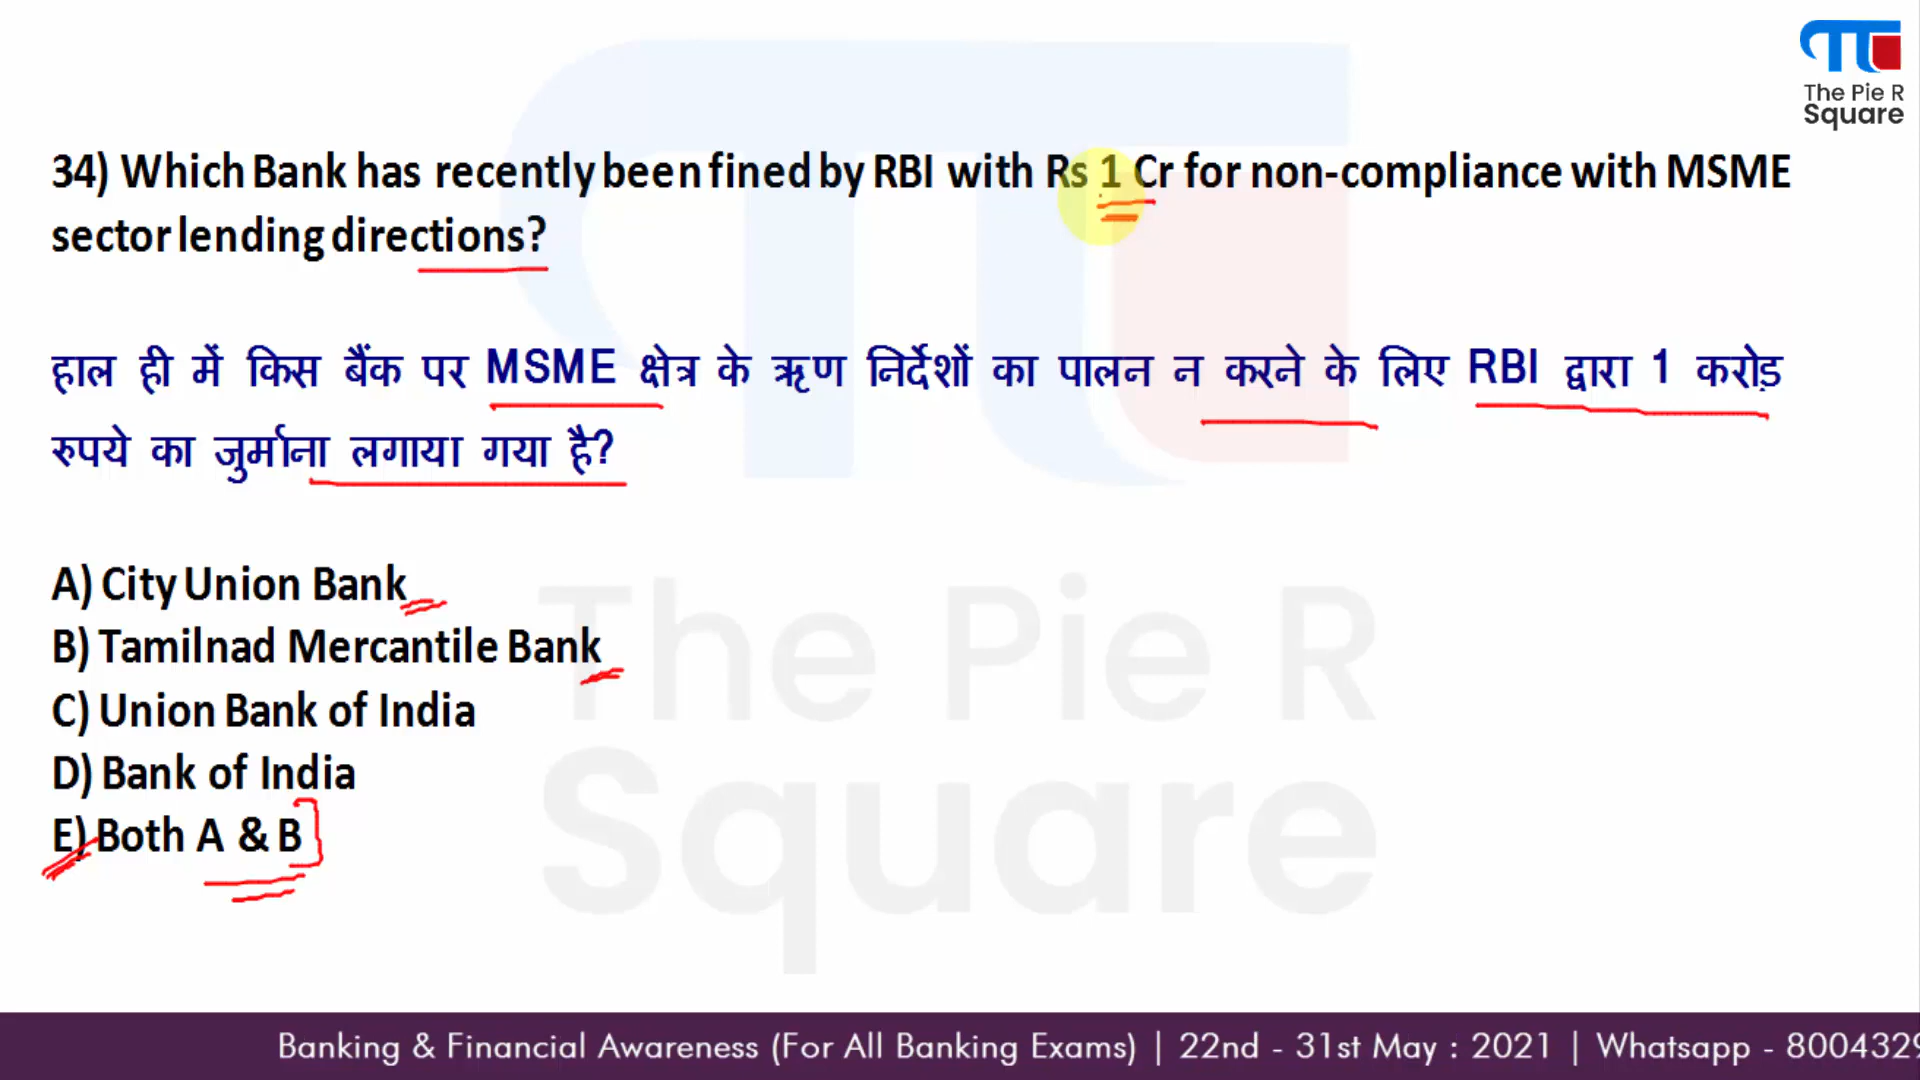 The Pie R
Square
34) Which Bank has recently been fined by RBI with Rs 1 Cr for non-compliance with MSME
sector lending directions?
हाल ही में किस बैंक पर MSME क्षेत्र के ऋण निर्देशों का पालन न करने के लिए RBI द्वारा 1 करोड़
रुपये का जुर्माना लगाया गया है?
A) City Union Bank
B) Tamilnad Mercantile Bank
C) Union Bank of India
D) Bank of India
E) Both A & B
The Pie R
Square
Banking & Financial Awareness (For All Banking Exams) | 22nd - 31st May : 2021 | Whatsapp - 8004329